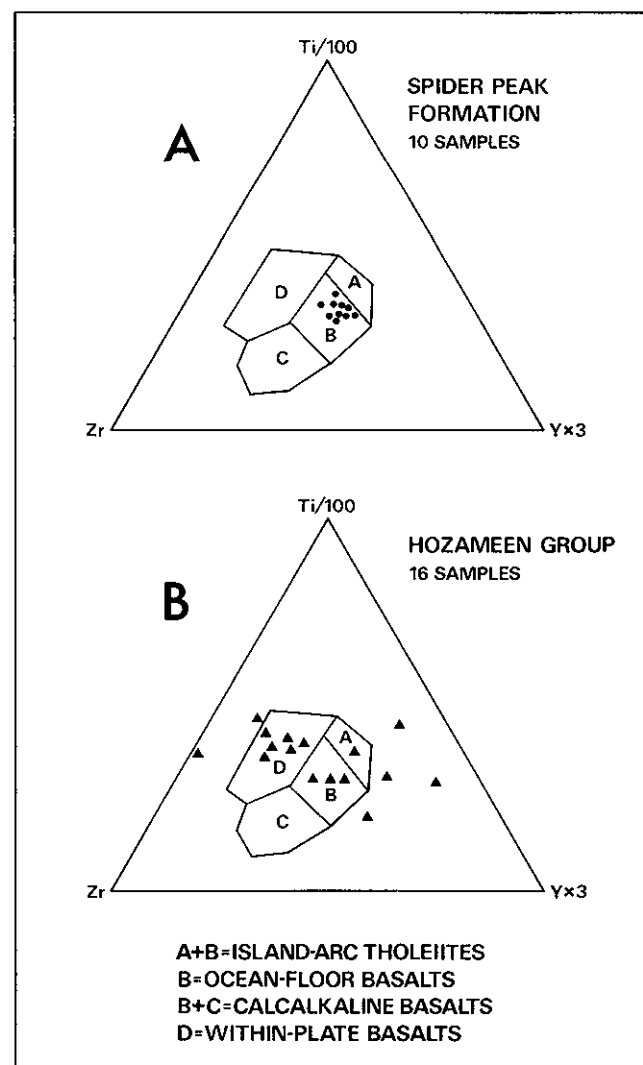 Ti/100
SPIDER PEAK
FORMATION
10 SAMPLES
A
A
D
B
C
Zr
Y×3
Ti/100
HOZAMEEN GROUP
16 SAMPLES
B
A
D
B
C
Zr
Y×3
A+B=ISLAND-ARC THOLEIITES
B=OCEAN-FLOOR BASALTS
B+C=CALCALKALINE BASALTS
D=WITHIN-PLATE BASALTS